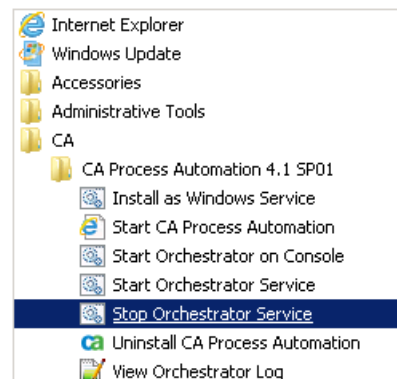 Internet Explorer
Windows Update
Accessories
Administrative Tools
CA
CA Process Automation 4.1 SP01
Install as Windows Service
Start CA Process Automation
Start Orchestrator on Console
Start Orchestrator Service
Stop Orchestrator Service
Uninstall CA Process Automation
View Orchestrator Log